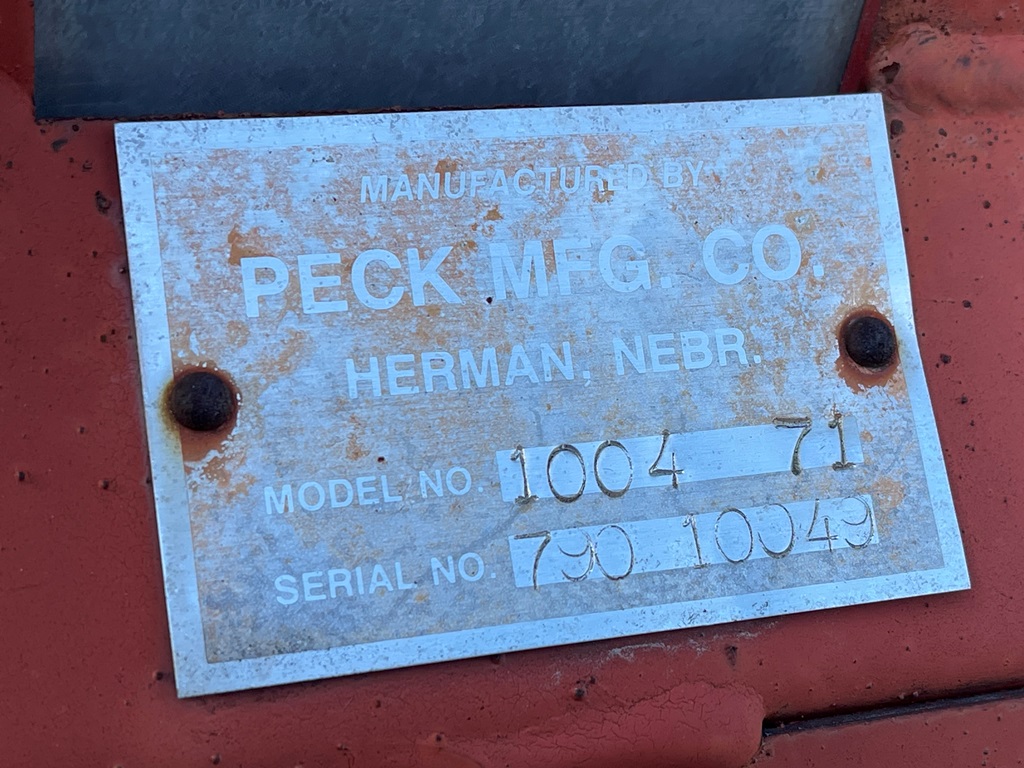 MANUFACTURED BY
PECK MFG. CO.
HERMAN, NEBR.
MODEL NO. 1004 71
SERIAL NO. 790 10049